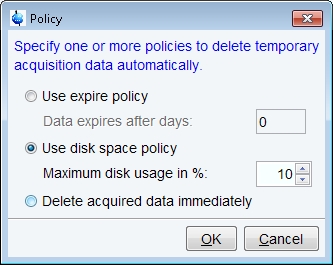 Policy
Specify one or more policies to delete temporary
acquisition data automatically.
Use expire policy
Data expires after days: 0
Use disk space policy
Maximum disk usage in %: 10
Delete acquired data immediately
OK Cancel